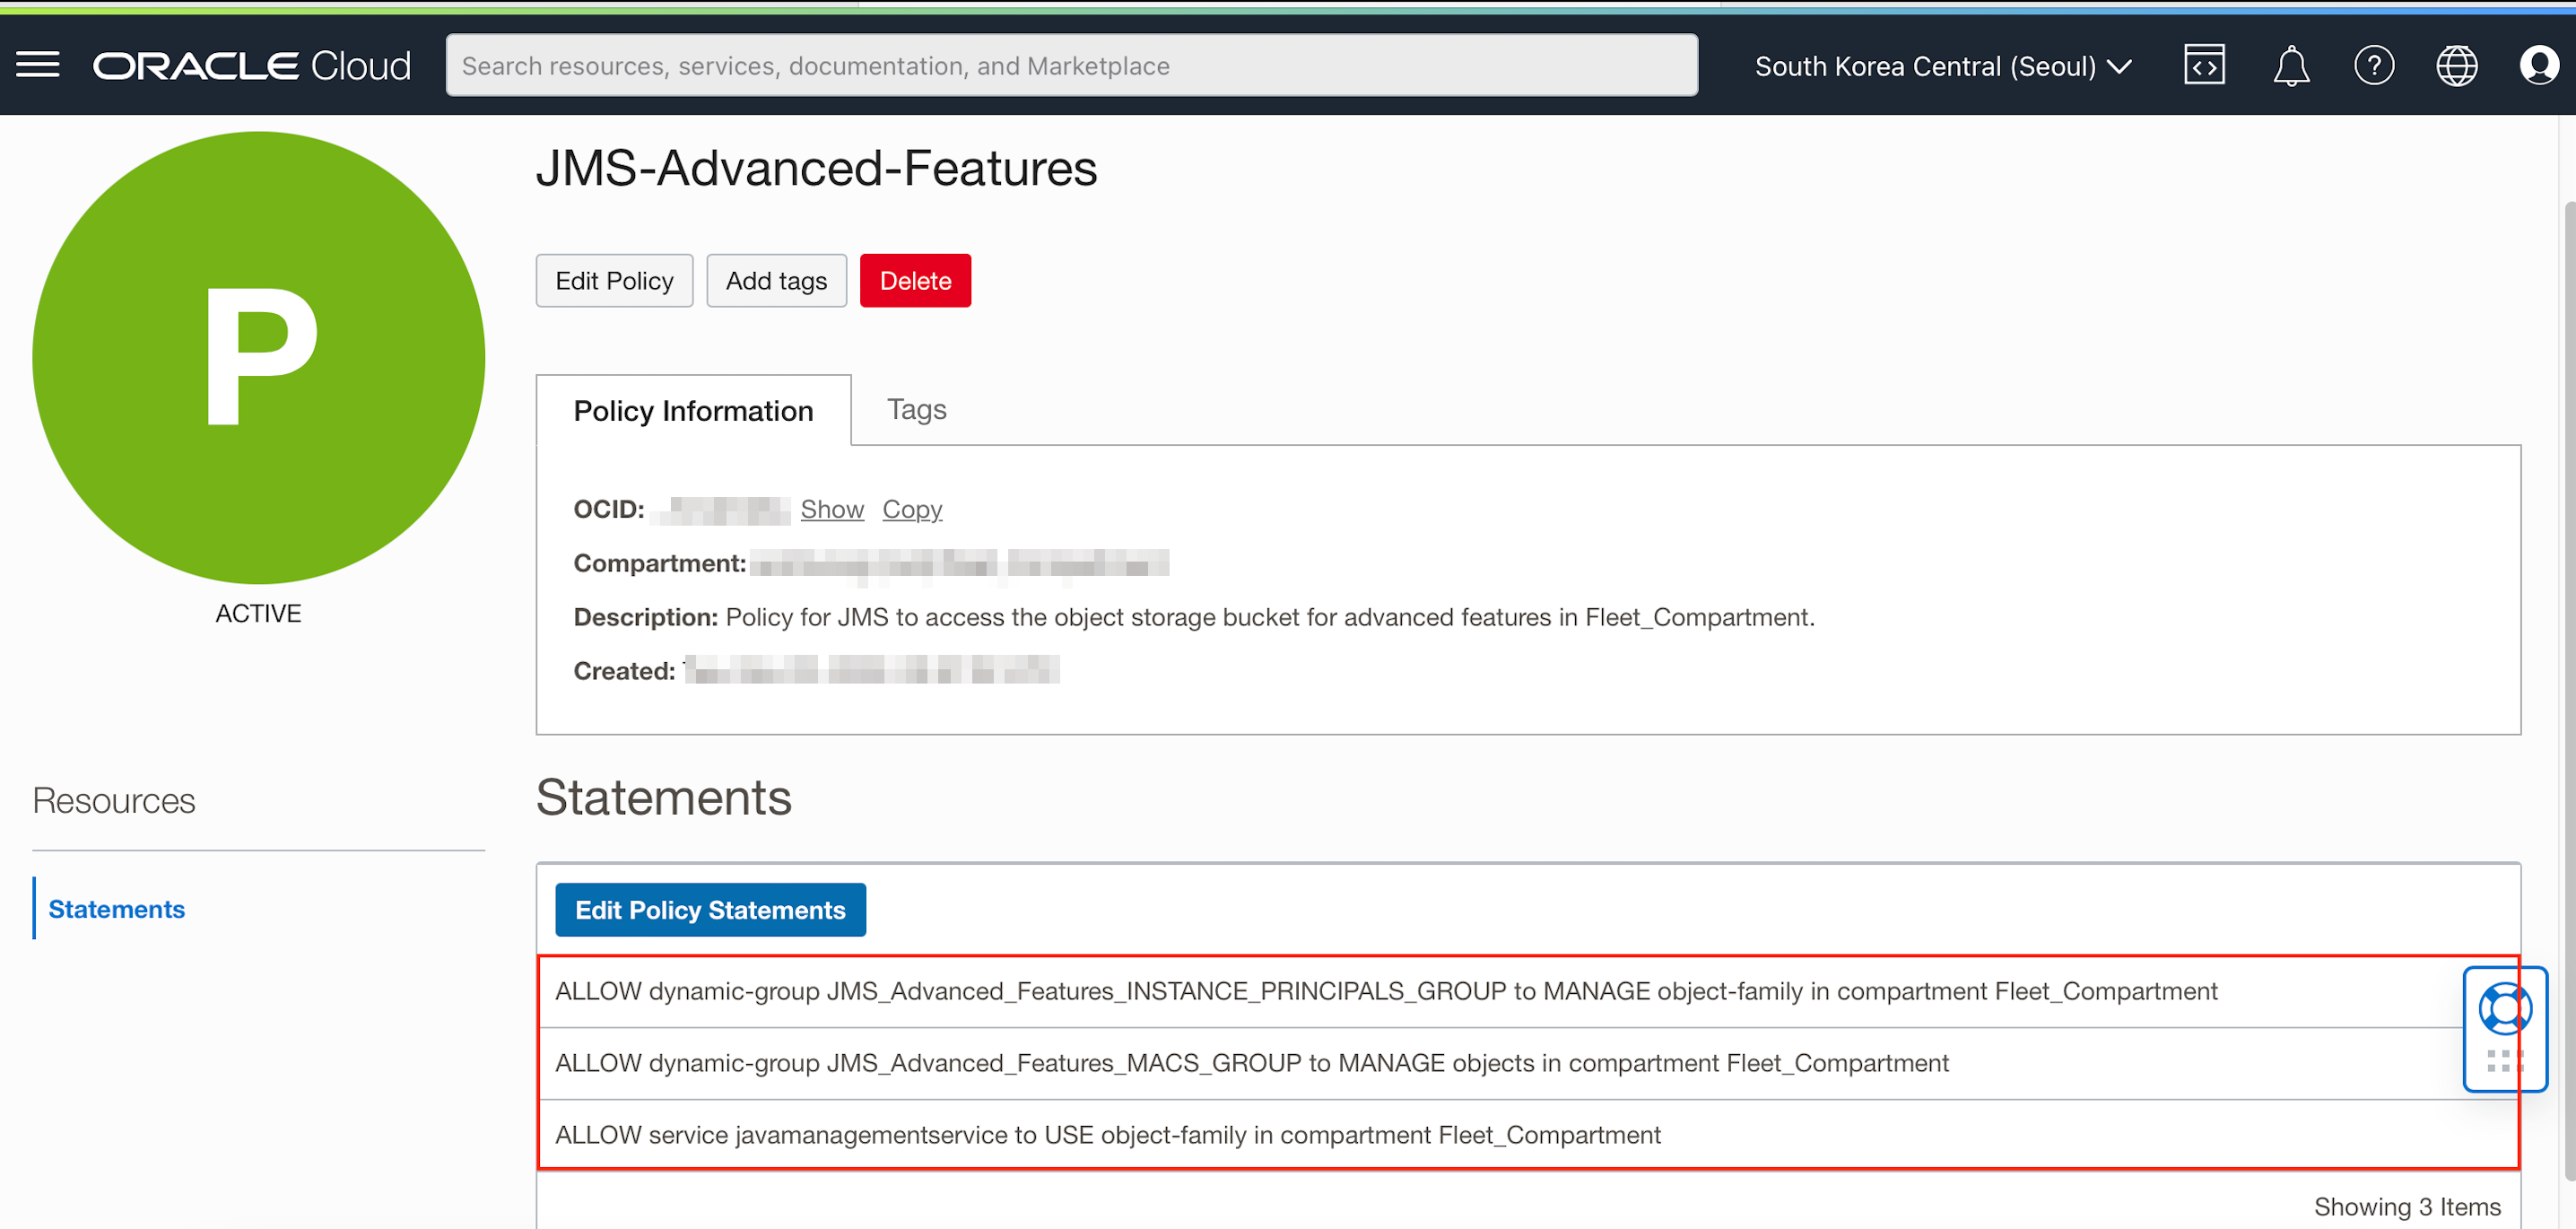 ORACLE Cloud
Search resources, services, documentation, and Marketplace
South Korea Central (Seoul)
P
ACTIVE
JMS-Advanced-Features
Edit Policy
Add tags
Delete
Policy Information
Tags
OCID: Show Copy
Compartment:
Description: Policy for JMS to access the object storage bucket for advanced features in Fleet_Compartment.
Created:
Resources
Statements
Statements
Edit Policy Statements
ALLOW dynamic-group JMS_Advanced_Features_INSTANCE_PRINCIPALS_GROUP to MANAGE object-family in compartment Fleet_Compartment
ALLOW dynamic-group JMS_Advanced_Features_MACS_GROUP to MANAGE objects in compartment Fleet_Compartment
ALLOW service javamanagementservice to USE object-family in compartment Fleet_Compartment
Showing 3 Items